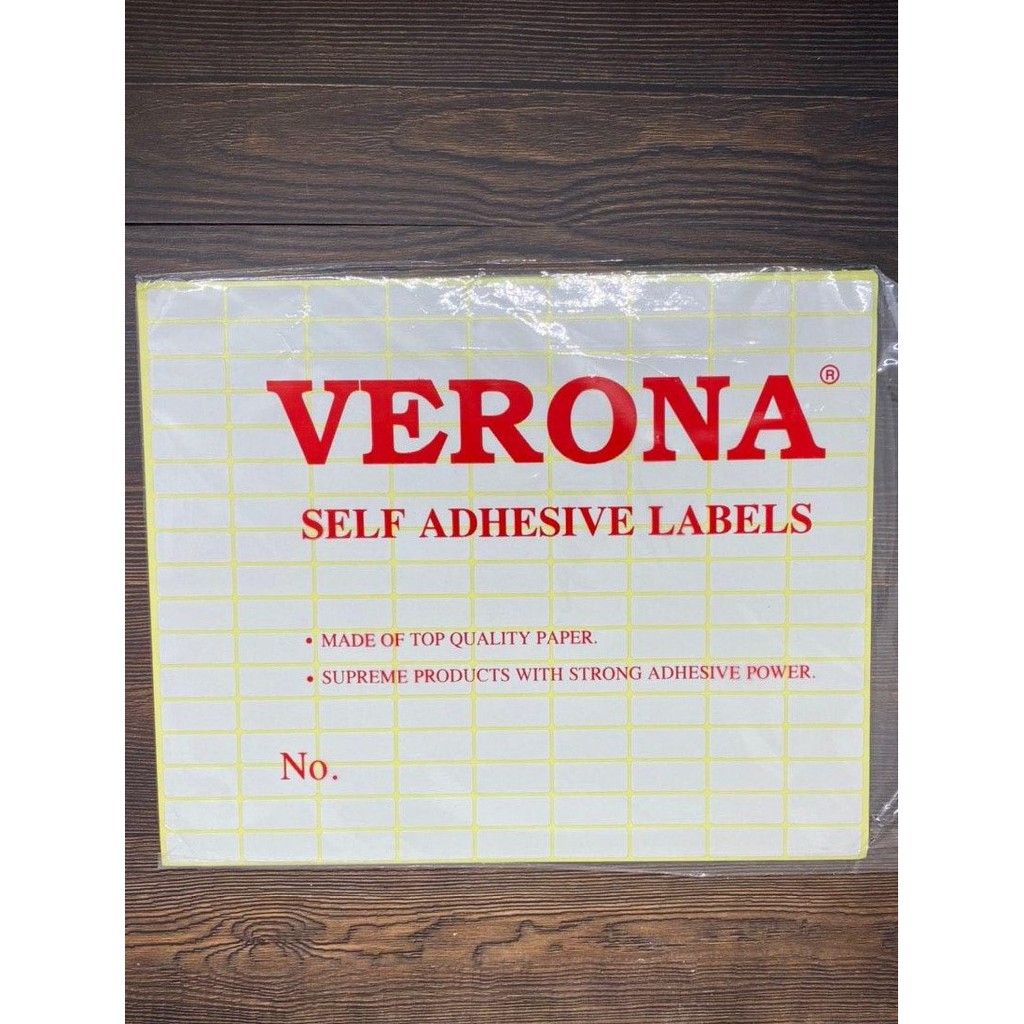 VERONA®
SELF ADHESIVE LABELS
• MADE OF TOP QUALITY PAPER.
• SUPREME PRODUCTS WITH STRONG ADHESIVE POWER.
No.